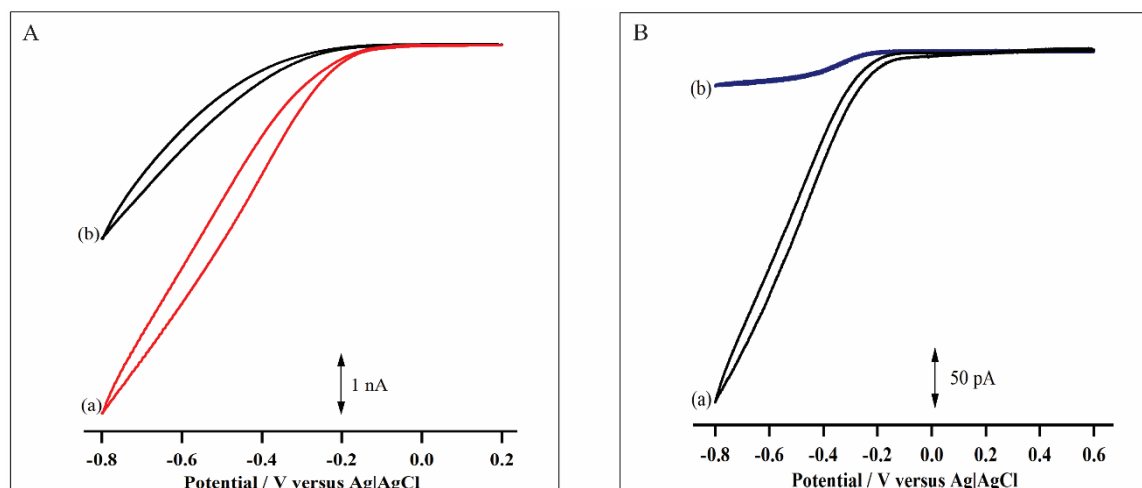 A
(b)
(a)
1 nA
-0.8 -0.6 -0.4 -0.2 0.0 0.2
Potential / V versus Ag|AgCl
B
(b)
(a)
50 pA
-0.8 -0.6 -0.4 -0.2 0.0 0.2 0.4 0.6
Potential / V versus Ag|AgCl